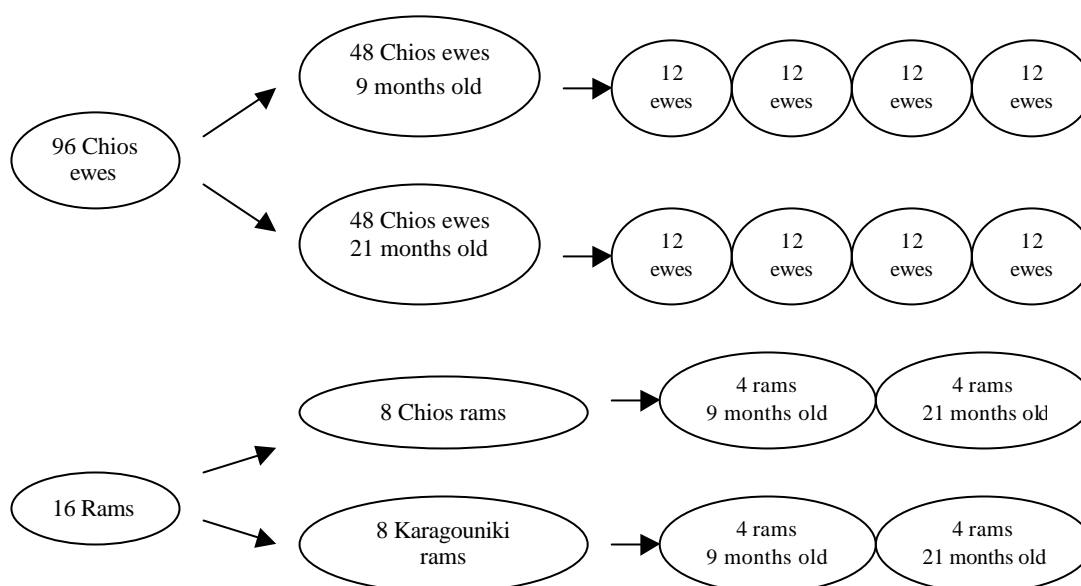 96 Chios
ewes
48 Chios ewes
9 months old
12
ewes
12
ewes
12
ewes
12
ewes
48 Chios ewes
21 months old
12
ewes
12
ewes
12
ewes
12
ewes
16 Rams
8 Chios rams
4 rams
9 months old
4 rams
21 months old
8 Karagouniki
rams
4 rams
9 months old
4 rams
21 months old